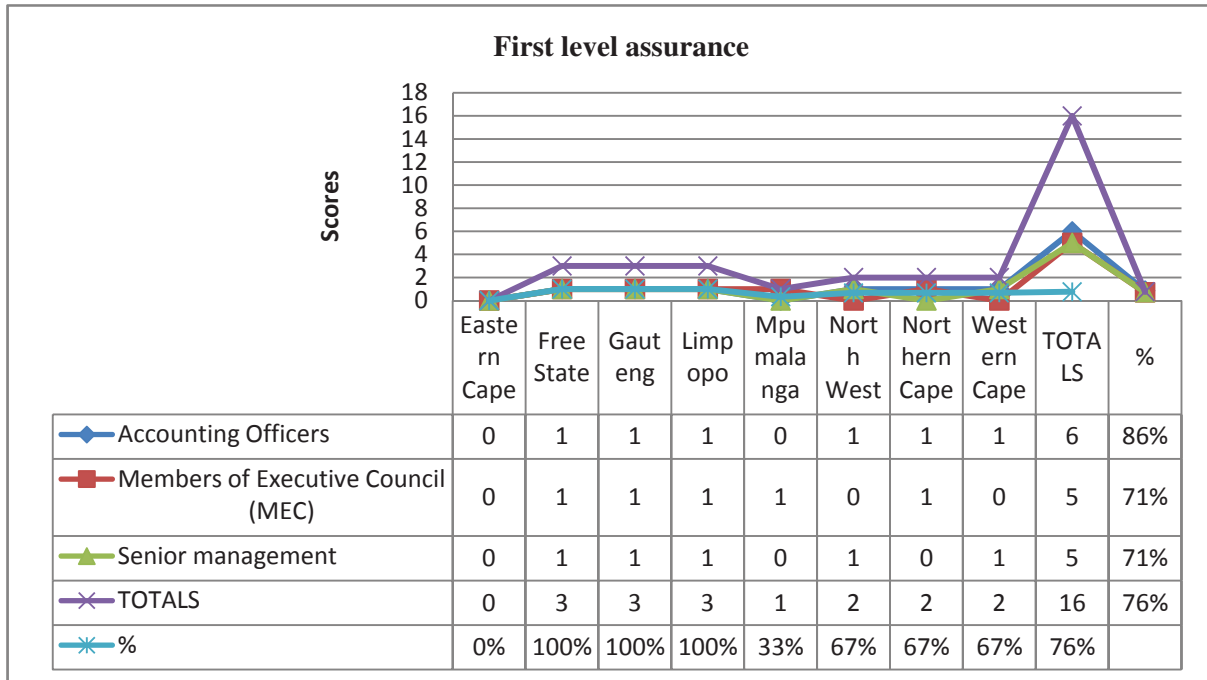 First level assurance
Scores
18
16
14
12
10
8
6
4
2
0
Easte
rn
Cape
Free
State
Gaut
eng
Limp
opo
Mpu
mala
nga
Nort
h
West
Nor
thern
Cape
West
ern
Cape
TOTA
LS
%
Accounting Officers 0 1 1 1 0 1 1 1 6 86%
Members of Executive Council
(MEC) 0 1 1 1 1 0 1 0 5 71%
Senior management 0 1 1 1 0 1 0 1 5 71%
TOTALS 0 3 3 3 1 2 2 2 16 76%
% 0% 100% 100% 100% 33% 67% 67% 67% 76%